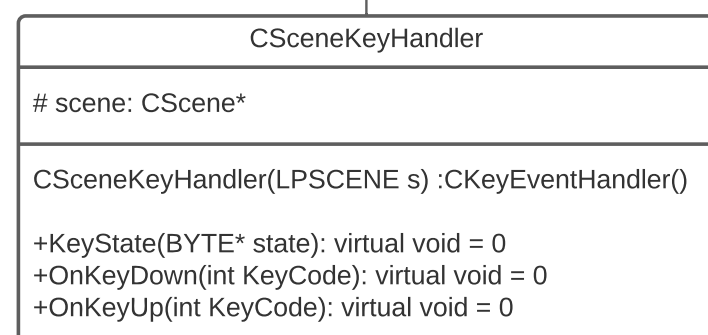 CSceneKeyHandler
# scene: CScene*
CSceneKeyHandler(LPSCENE s) :CKeyEventHandler()
+KeyState(BYTE* state): virtual void = 0
+OnKeyDown(int KeyCode): virtual void = 0
+OnKeyUp(int KeyCode): virtual void = 0